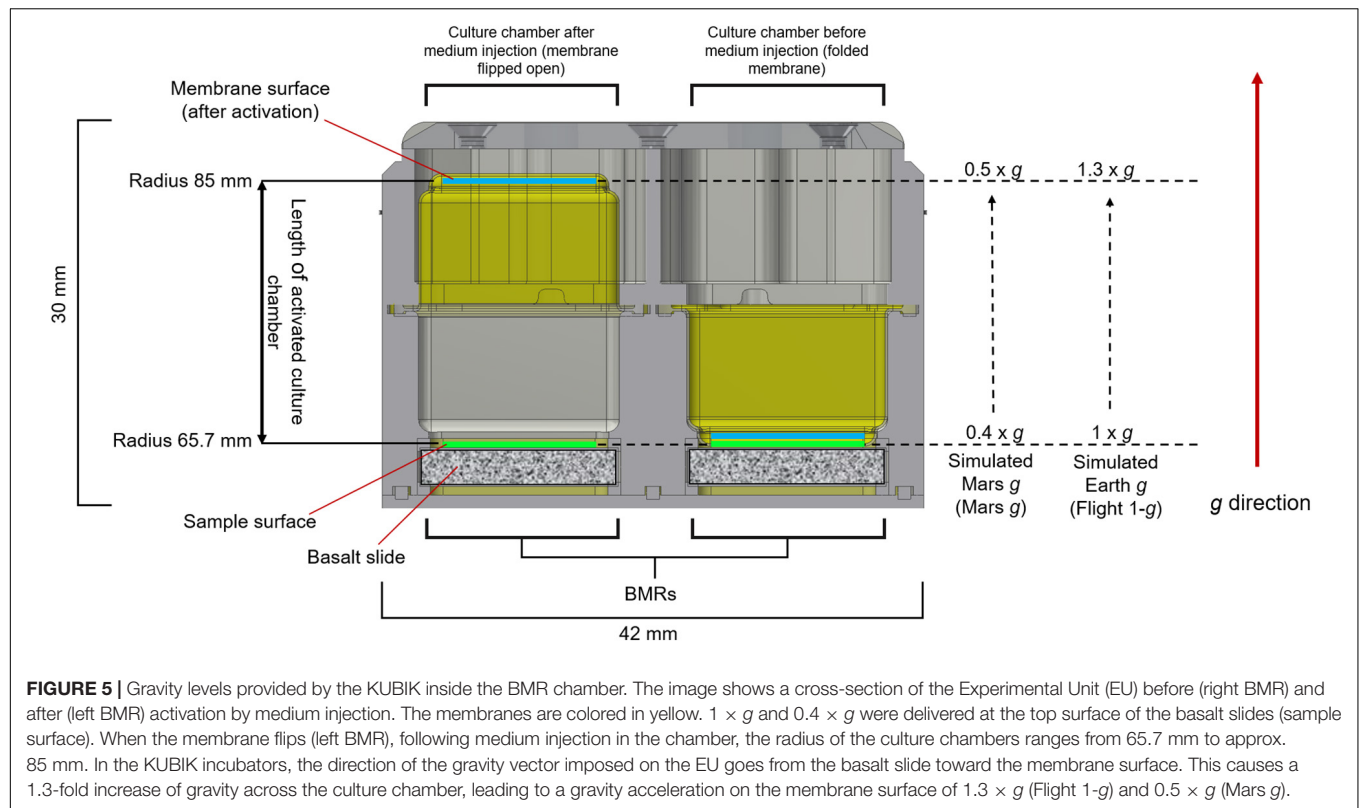 Culture chamber after
medium injection (membrane
flipped open)
Culture chamber before
medium injection (folded
membrane)
Membrane surface
(after activation)
30 mm
Radius 85 mm
Length of activated culture
chamber
Radius 65.7 mm
0.5 x g
1.3 x g
0.4 x g
1 x g
Simulated
Mars g
(Mars g)
Simulated
Earth g
(Flight 1-g)
g direction
Sample surface
Basalt slide
BMRs
42 mm
FIGURE 5 | Gravity levels provided by the KUBIK inside the BMR chamber. The image shows a cross-section of the Experimental Unit (EU) before (right BMR) and
after (left BMR) activation by medium injection. The membranes are colored in yellow. 1 × g and 0.4 × g were delivered at the top surface of the basalt slides (sample
surface). When the membrane flips (left BMR), following medium injection in the chamber, the radius of the culture chambers ranges from 65.7 mm to approx.
85 mm. In the KUBIK incubators, the direction of the gravity vector imposed on the EU goes from the basalt slide toward the membrane surface. This causes a
1.3-fold increase of gravity across the culture chamber, leading to a gravity acceleration on the membrane surface of 1.3 × g (Flight 1-g) and 0.5 × g (Mars g).